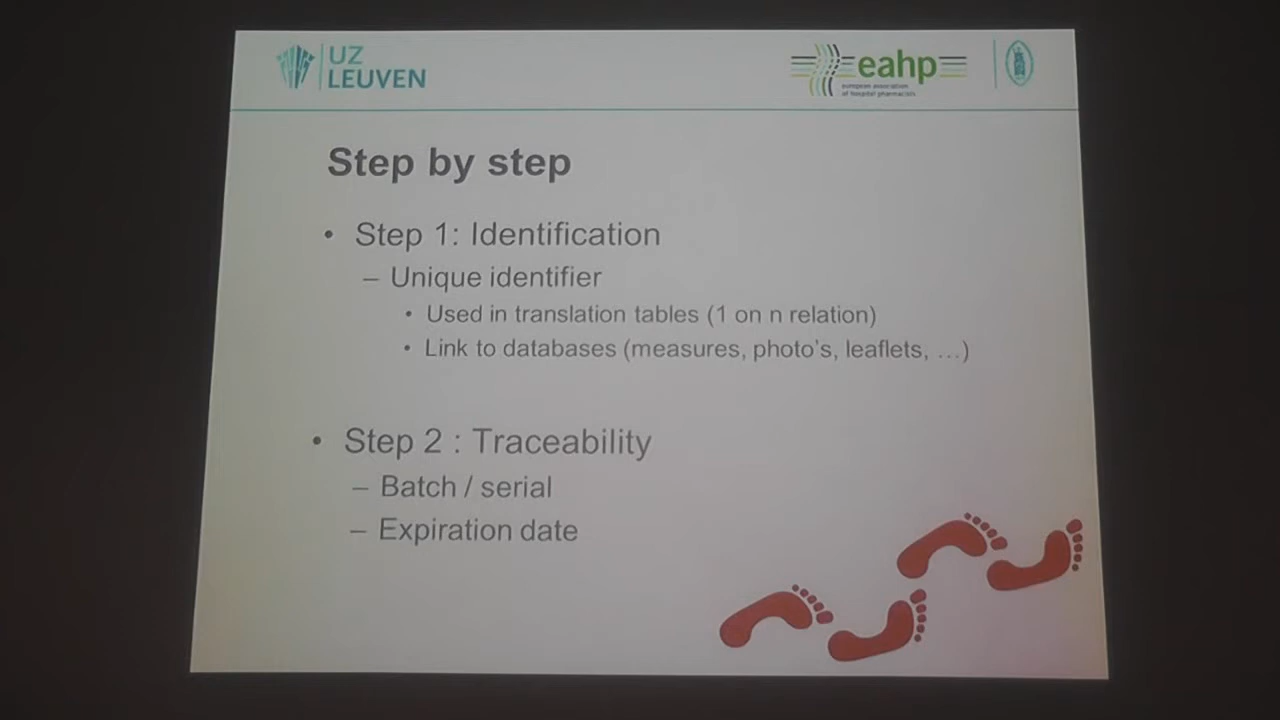 UZ
LEUVEN
eahp
european association
of hospital pharmacists
Step by step
• Step 1: Identification
– Unique identifier
• Used in translation tables (1 on n relation)
• Link to databases (measures, photo's, leaflets, …)
• Step 2 : Traceability
– Batch / serial
– Expiration date